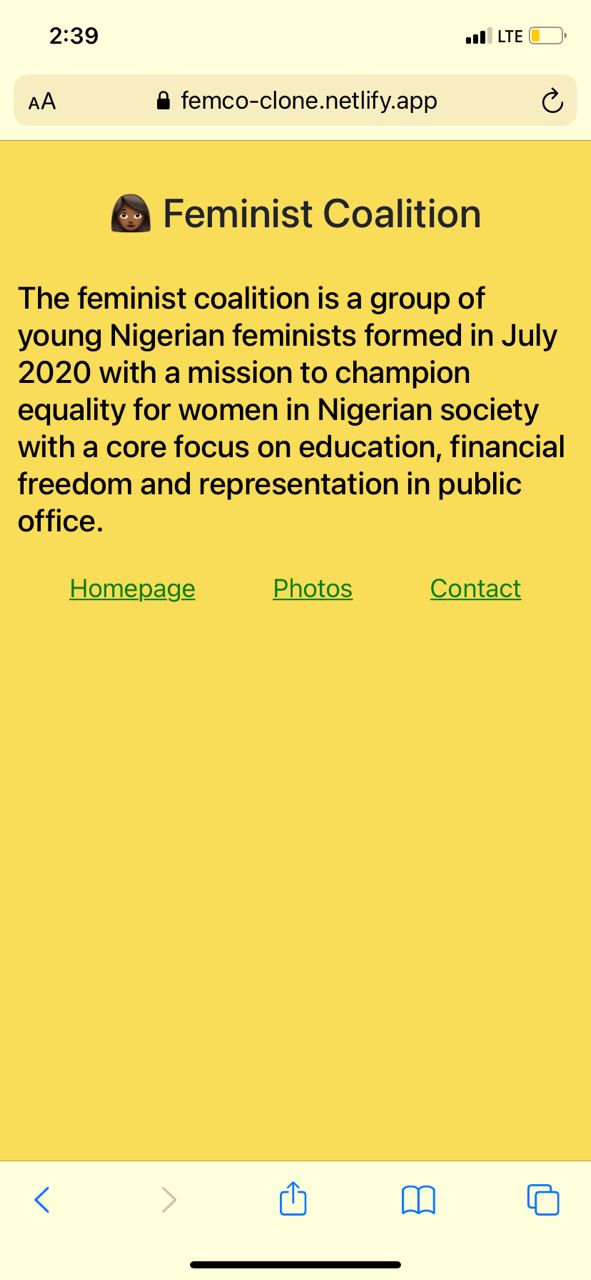 2:39
LTE
AA
femco-clone.netlify.app
Feminist Coalition
The feminist coalition is a group of
young Nigerian feminists formed in July
2020 with a mission to champion
equality for women in Nigerian society
with a core focus on education, financial
freedom and representation in public
office.
Homepage Photos Contact